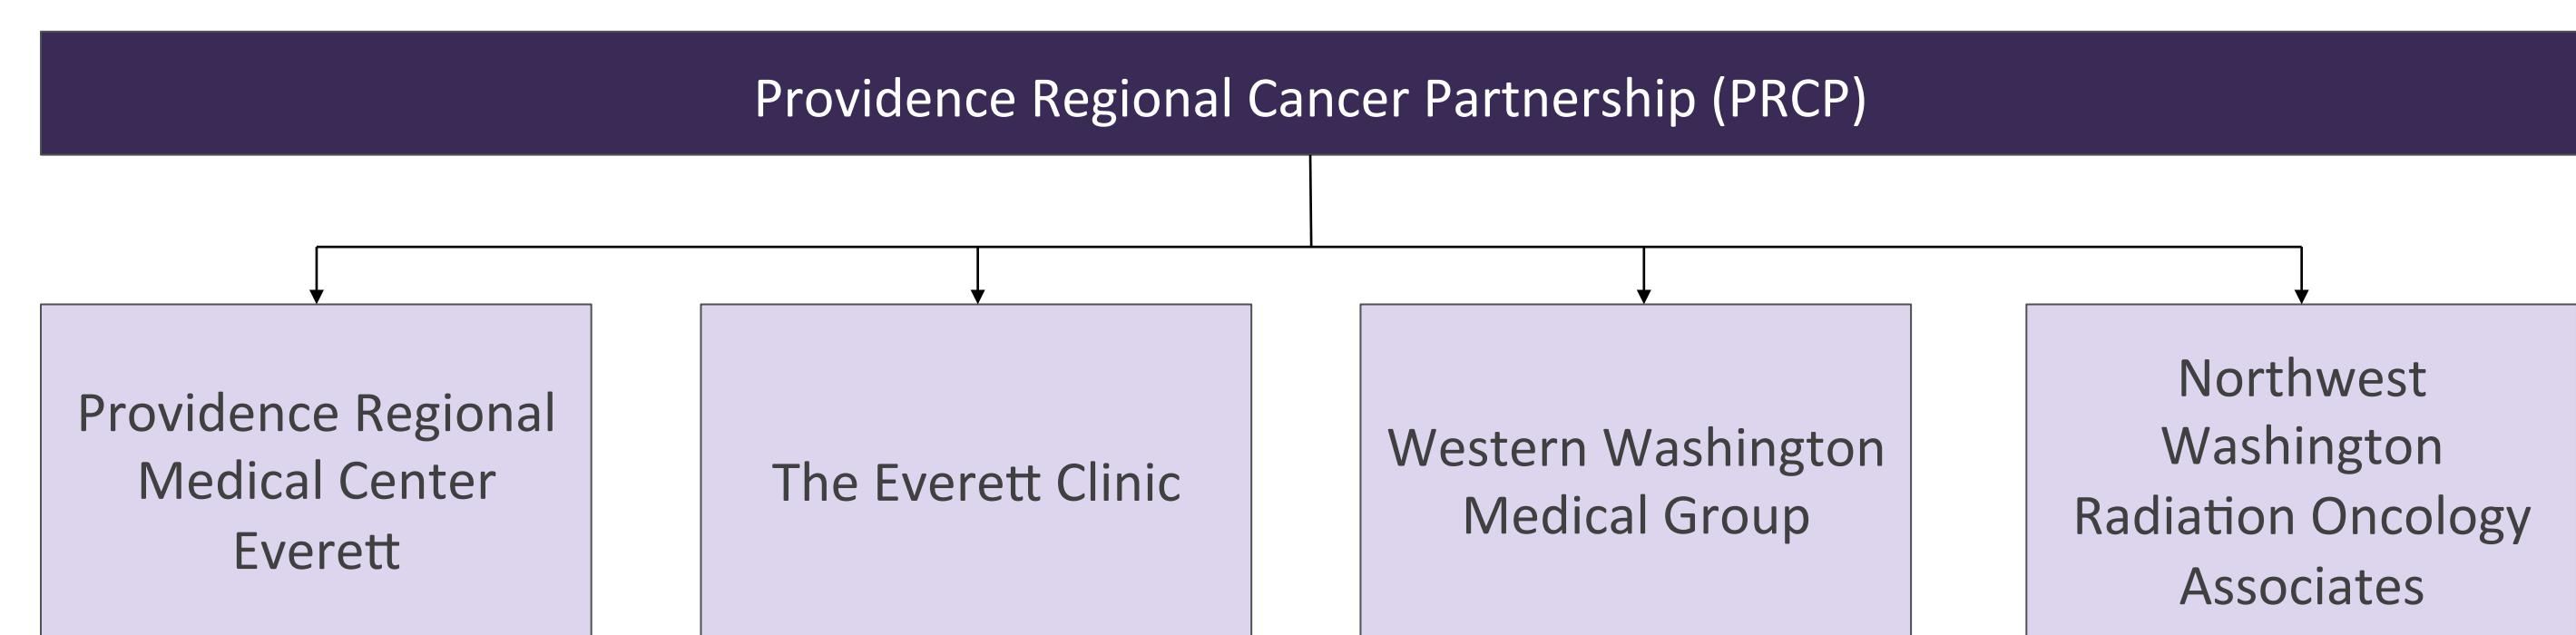 Providence Regional Cancer Partnership (PRCP)
Providence Regional
Medical Center
Everett
The Everett Clinic
Western Washington
Medical Group
Northwest
Washington
Radiation Oncology
Associates